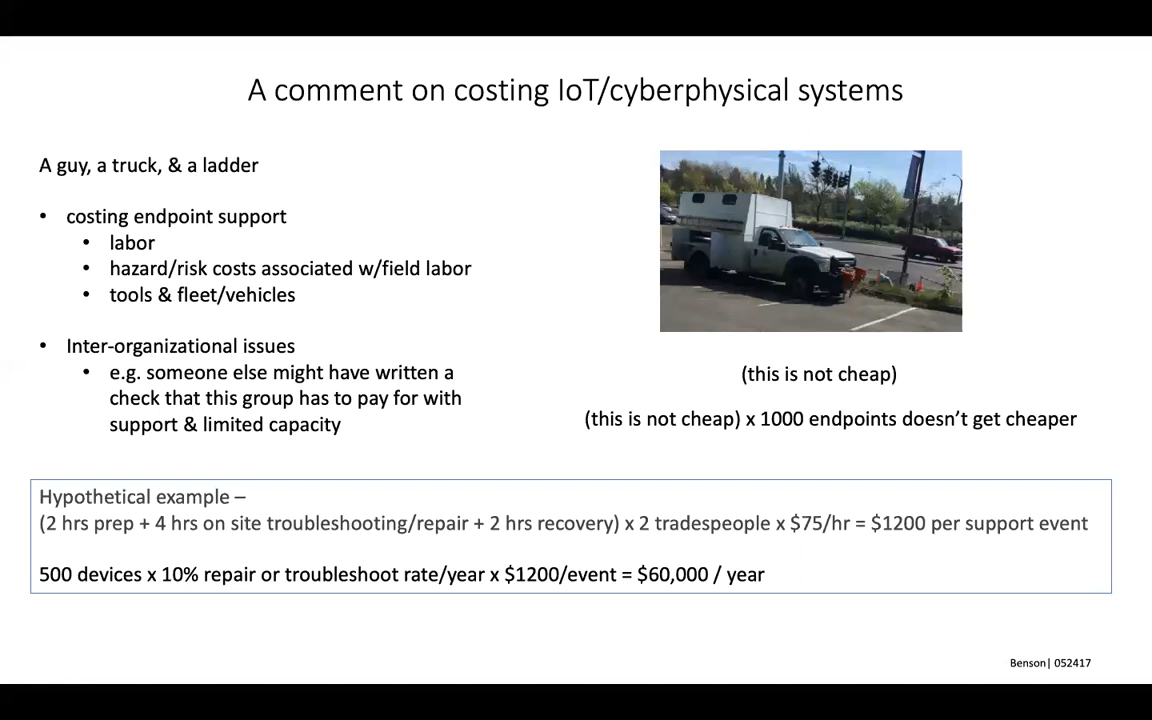 A comment on costing IoT/cyberphysical systems
A guy, a truck, & a ladder
• costing endpoint support
• labor
• hazard/risk costs associated w/field labor
• tools & fleet/vehicles
• Inter-organizational issues
• e.g. someone else might have written a
check that this group has to pay for with
support & limited capacity
(this is not cheap)
(this is not cheap) x 1000 endpoints doesn’t get cheaper
Hypothetical example –
(2 hrs prep + 4 hrs on site troubleshooting/repair + 2 hrs recovery) x 2 tradespeople x $75/hr = $1200 per support event
500 devices x 10% repair or troubleshoot rate/year x $1200/event = $60,000 / year
Benson| 052417